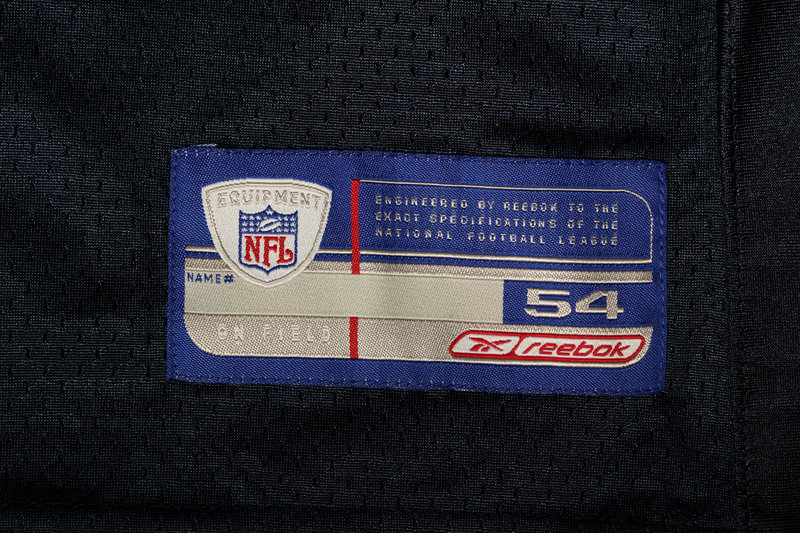 EQUIPMENT
NFL
ENGINEERED BY REEBOK TO THE
EXACT SPECIFICATIONS OF THE
NATIONAL FOOTBALL LEAGUE
NAME#
54
ON FIELD
Reebok